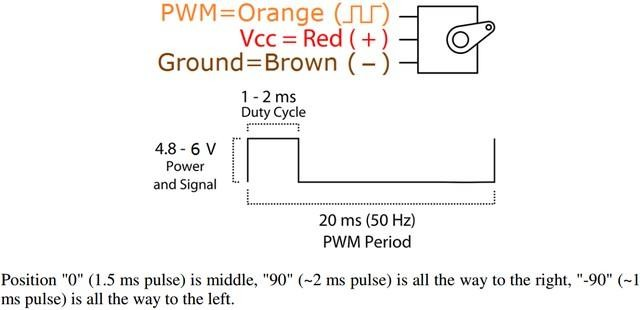 PWM=Orange (⎍⎍)
Vcc = Red ( + )
Ground=Brown ( – )
1 - 2 ms
Duty Cycle
4.8 - 6 V
Power
and Signal
20 ms (50 Hz)
PWM Period
Position "0" (1.5 ms pulse) is middle, "90" (~2 ms pulse) is all the way to the right, "-90" (~1
ms pulse) is all the way to the left.